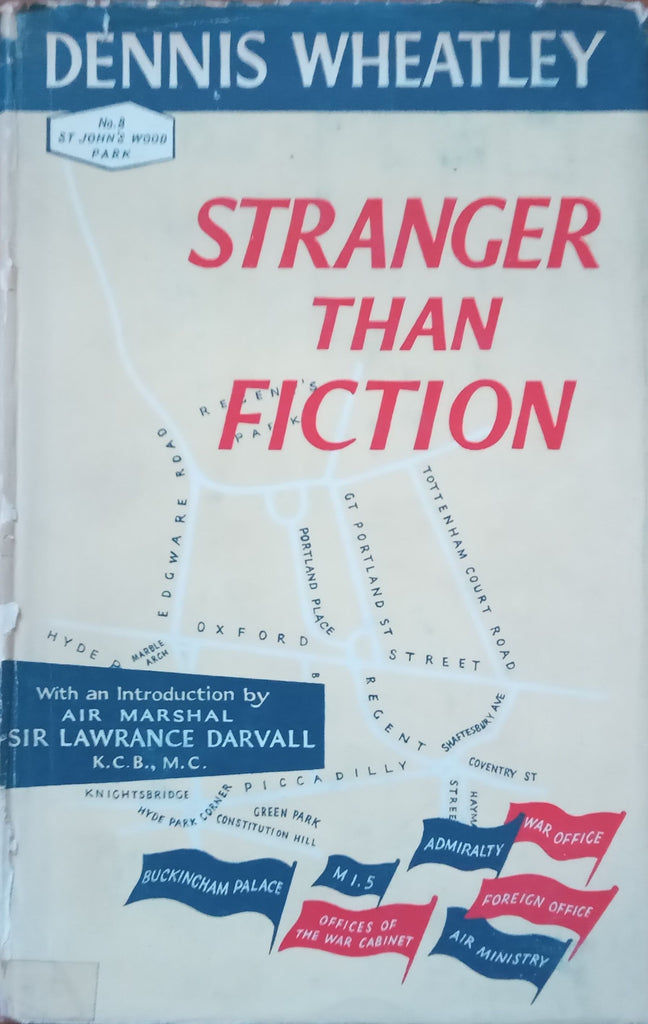 DENNIS WHEATLEY
No. 8
ST JOHN'S WOOD
PARK
STRANGER
THAN
FICTION
REGENT'S
PARK
EDGWARE ROAD
PORTLAND PLACE
GT PORTLAND ST
TOTTENHAM COURT ROAD
HYDE P
MARBLE
ARCH
OXFORD STREET
B
REGENT
SHAFTESBURY AVE
With an Introduction by
AIR MARSHAL
SIR LAWRANCE DARVALL
K.C.B., M.C.
PICCADILLY
COVENTRY ST
KNIGHTSBRIDGE
HYDE PARK CORNER
GREEN PARK
CONSTITUTION HILL
STREE
HAYM
WAR OFFICE
ADMIRALTY
BUCKINGHAM PALACE
M I.5
FOREIGN OFFICE
OFFICES OF
THE WAR CABINET
AIR MINISTRY